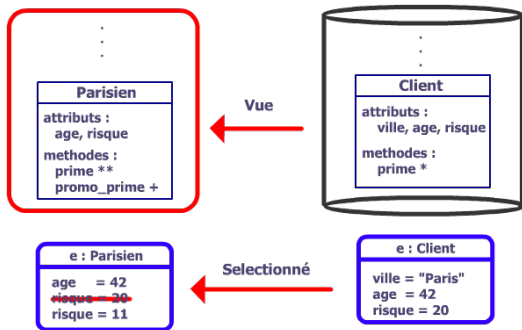 Parisien
attributs :
age, risque
methodes :
prime **
promo_prime +
Vue
Client
attributs :
ville, age, risque
methodes :
prime *
e : Parisien
age = 42
risque = 20
risque = 11
Selectionné
e : Client
ville = "Paris"
age = 42
risque = 20